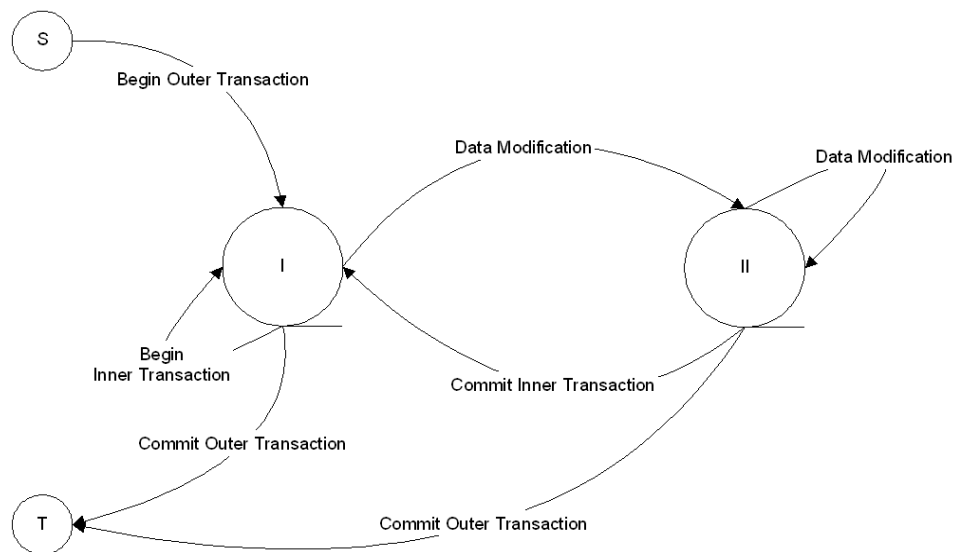 S
Begin Outer Transaction
Data Modification
Data Modification
I
II
Begin
Inner Transaction
Commit Inner Transaction
Commit Outer Transaction
T
Commit Outer Transaction